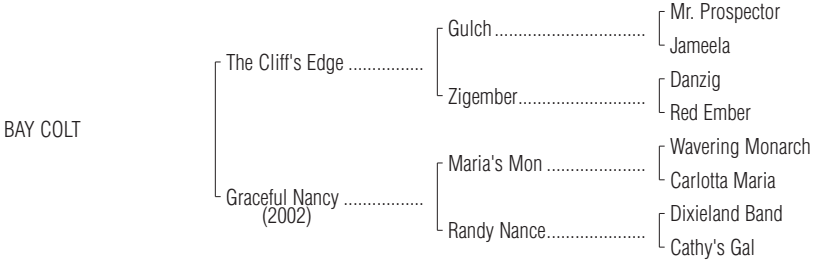 Mr. Prospector
Gulch ................................
Jameela
The Cliff's Edge ................
Danzig
Zigember...........................
Red Ember
BAY COLT
Wavering Monarch
Maria's Mon .....................
Carlotta Maria
Graceful Nancy .................
(2002)
Dixieland Band
Randy Nance.....................
Cathy's Gal